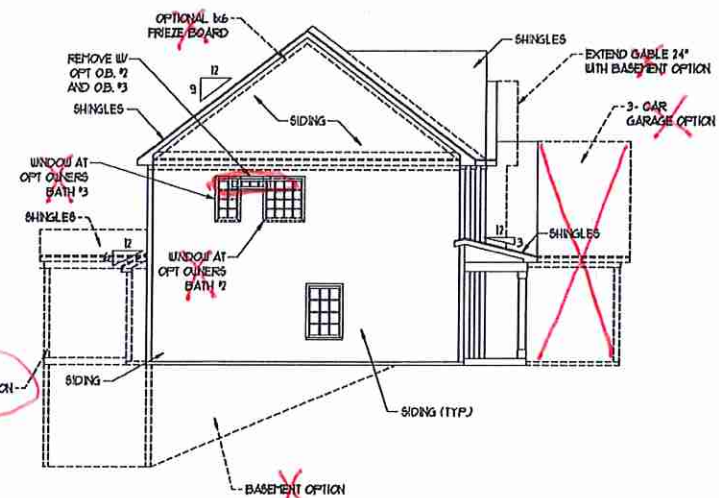 OPTIONAL 1x6
FRIEZE BOARD
SHINGLES
REMOVE W/
OPT O.B. #2
AND O.B. #3
EXTEND GABLE 24"
WITH BASEMENT OPTION
12
9
SHINGLES
3- CAR
GARAGE OPTION
SIDING
WINDOW AT
OPT OWNERS
BATH #3
SHINGLES
12
12
3
SHINGLES
WINDOW AT
OPT OWNERS
BATH #2
ON
SIDING
SIDING (TYP.)
BASEMENT OPTION